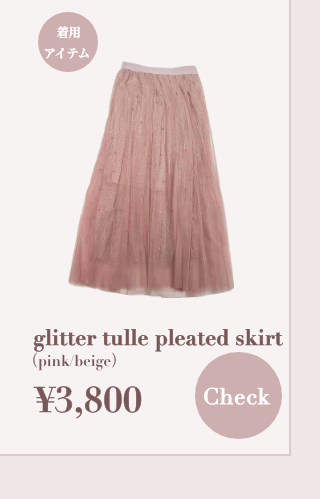 着用
アイテム
glitter tulle pleated skirt
(pink/beige)
¥3,800
Check